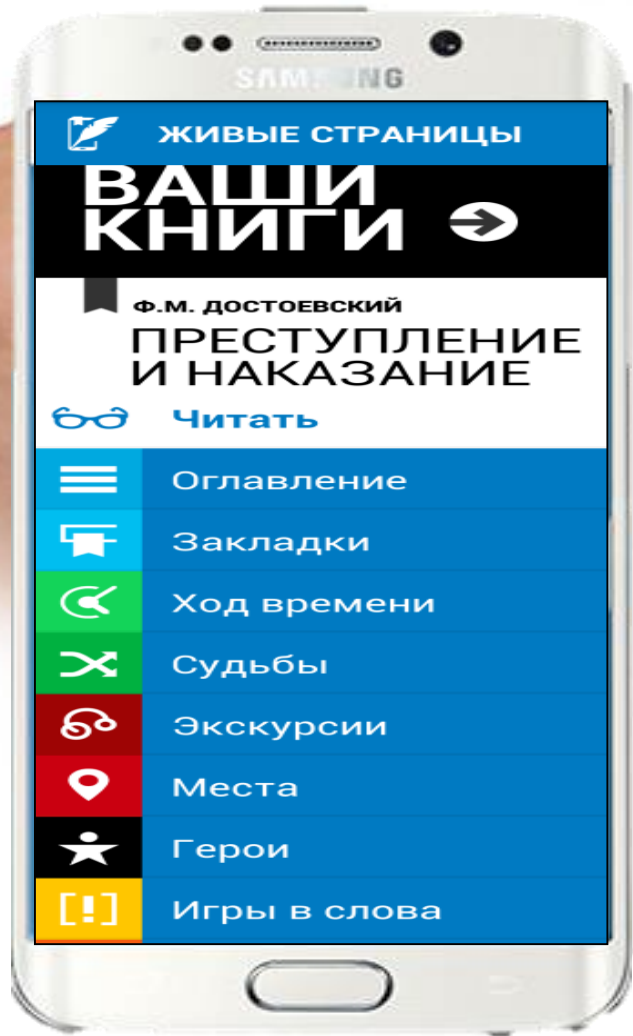 ЖИВЫЕ СТРАНИЦЫ
ВАШИ
КНИГИ
Ф.М. ДОСТОЕВСКИЙ
ПРЕСТУПЛЕНИЕ
И НАКАЗАНИЕ
Читать
Оглавление
Закладки
Ход времени
Судьбы
Экскурсии
Места
Герои
Игры в слова